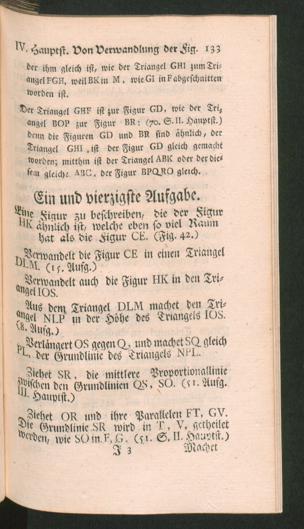 IV. Hauptst. Von Verwandlung der Fig. 133
der ihm gleich ist, wie der Triangel GHI zum Tri-
angel FGH, weil BK in M, wie GI in F abgeschnitten
worden ist.
Der Triangel GHF ist zur Figur GD, wie der Tri-
angel BOP zur Figur BR: (70. S. II. Hauptst.)
denn die Figuren GD und BR sind ähnlich, der
Triangel GHI, ist der Figur GD gleich gemacht
worden; mitthin ist der Triangel ABK oder der die-
sem gleiche ABC, der Figur BPQRO gleich.
Ein und vierzigste Aufgabe.
Eine Figur zu beschreiben, die der Figur
HK ähnlich ist, welche eben so viel Raum
hat als die Figur CE. (Fig. 42.)
Verwandelt die Figur CE in einen Triangel
DLM. (15. Aufg.)
Verwandelt auch die Figur HK in den Tri-
angel IOS.
Aus dem Triangel DLM machet den Tri-
angel NLP in der Höhe des Triangels IOS.
(8. Aufg.)
Verlängert OS gegen Q, und machet SQ gleich
PL, der Grundlinie des Triangels NPL.
Ziehet SR, die mittlere Proportionallinie
zwischen den Grundlinien QS, SO. (51. Aufg.
III. Hauptst.)
Ziehet OR und ihre Parallelen FT, GV.
Die Grundlinie SR wird in T, V, getheilet
werden, wie SO in F, G. (51. S. II. Hauptst.)
J 3 Machet